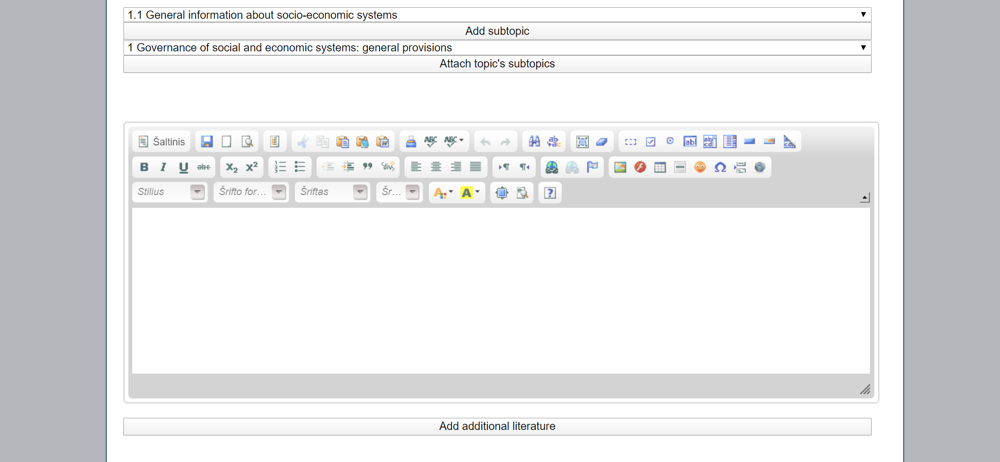 1.1 General information about socio-economic systems
Add subtopic
1 Governance of social and economic systems: general provisions
Attach topic's subtopics
Šaltinis
Stilius Šrifto for... Šriftas Šr...
Add additional literature